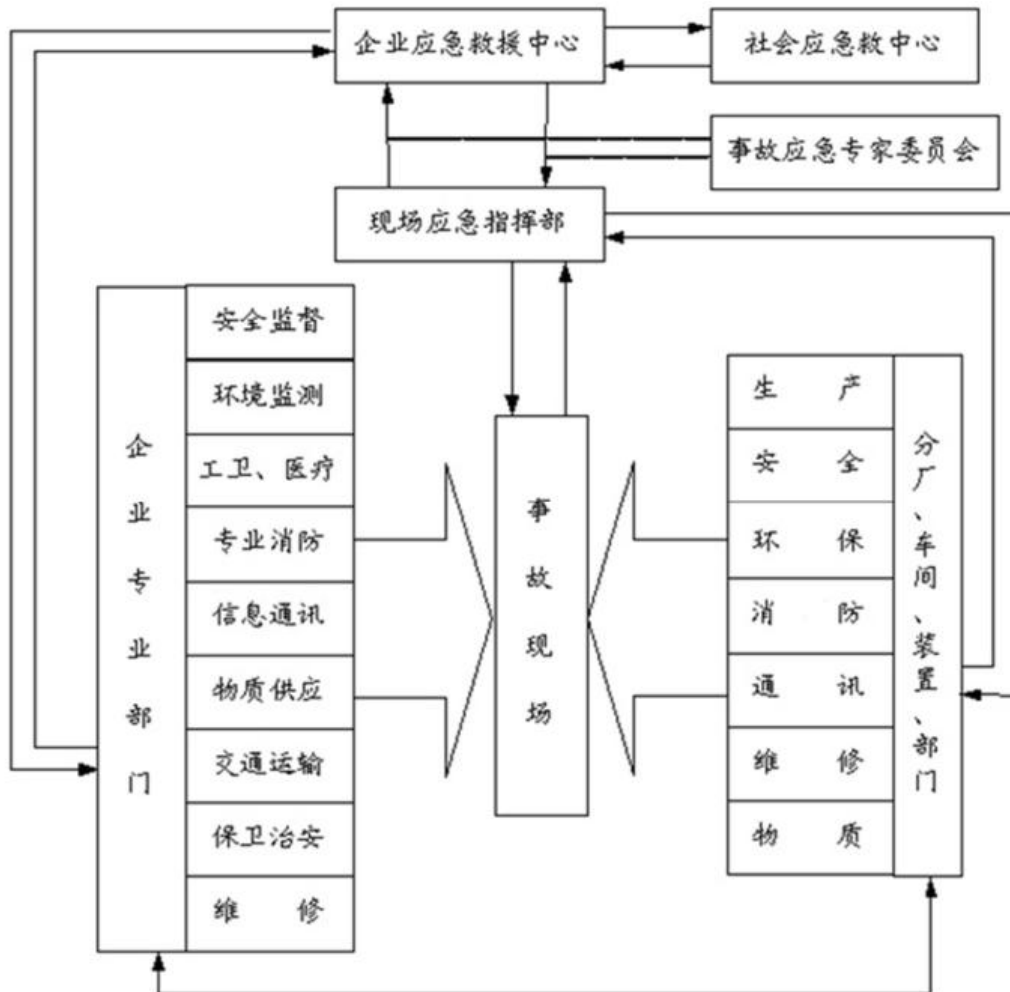 企业应急救援中心
社会应急救中心
事故应急专家委员会
现场应急指挥部
企业专业部门
安全监督
环境监测
工卫、医疗
专业消防
信息通讯
物质供应
交通运输
保卫治安
维修
事故现场
生产
安全
环保
消防
通讯
维修
物质
分厂、车间、装置、部门